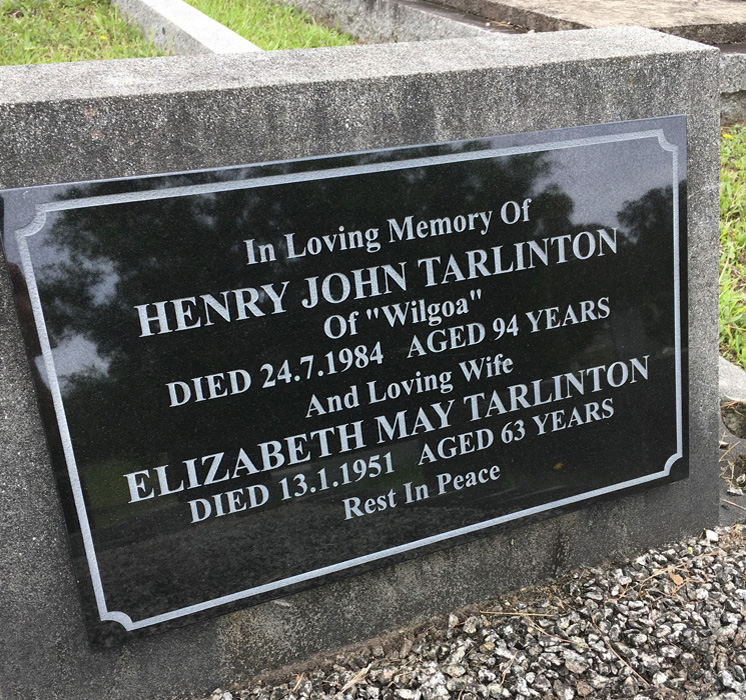 In Loving Memory Of
HENRY JOHN TARLINTON
Of "Wilgoa"
DIED 24.7.1984 AGED 94 YEARS
And Loving Wife
ELIZABETH MAY TARLINTON
DIED 13.1.1951 AGED 63 YEARS
Rest In Peace